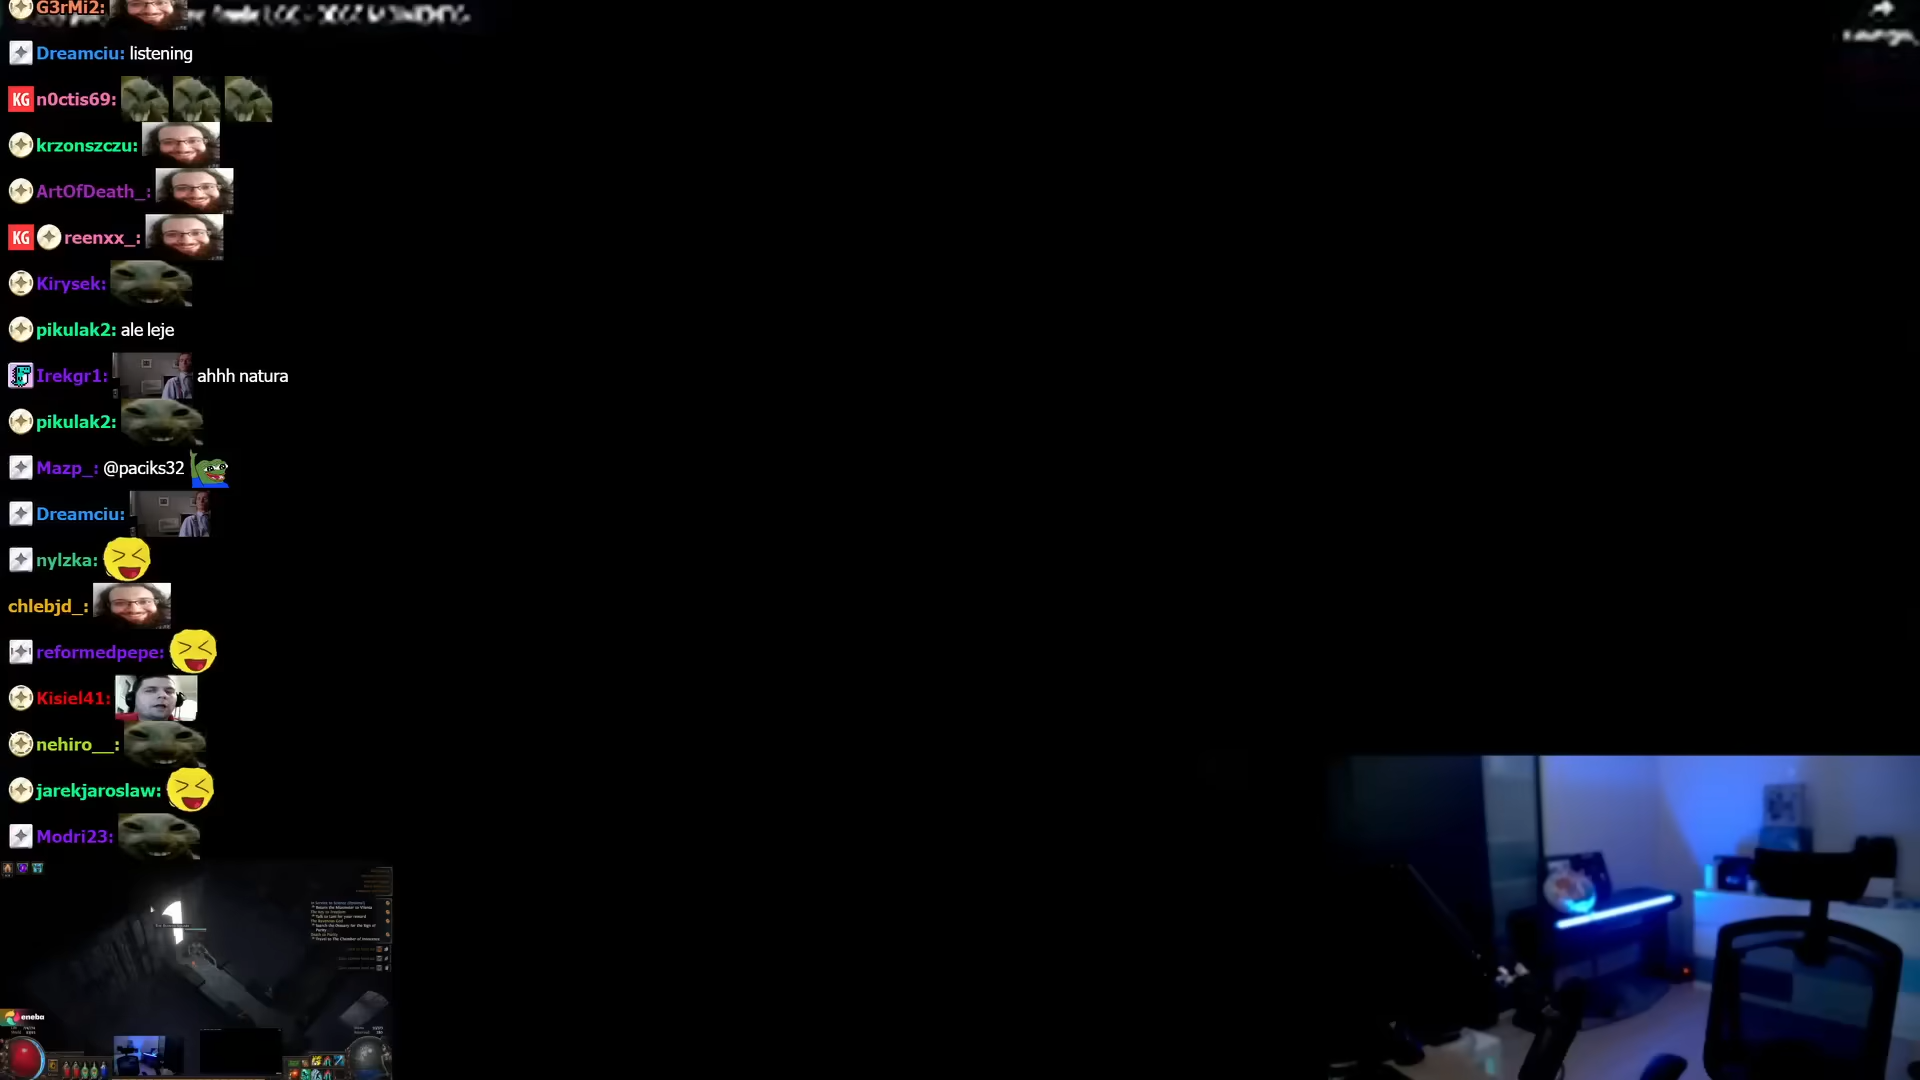 G3rMi2:
Dreamciu: listening
KG n0ctis69:
krzonszczu:
ArtOfDeath_:
KG reenxx_:
Kirysek:
pikulak2: ale leje
Irekgr1: ahhh natura
pikulak2:
Mazp_: @paciks32
Dreamciu:
nylzka:
chlebjd_:
reformedpepe:
Kisiel41:
nehiro__:
jarekjaroslaw:
Modri23:
eneba